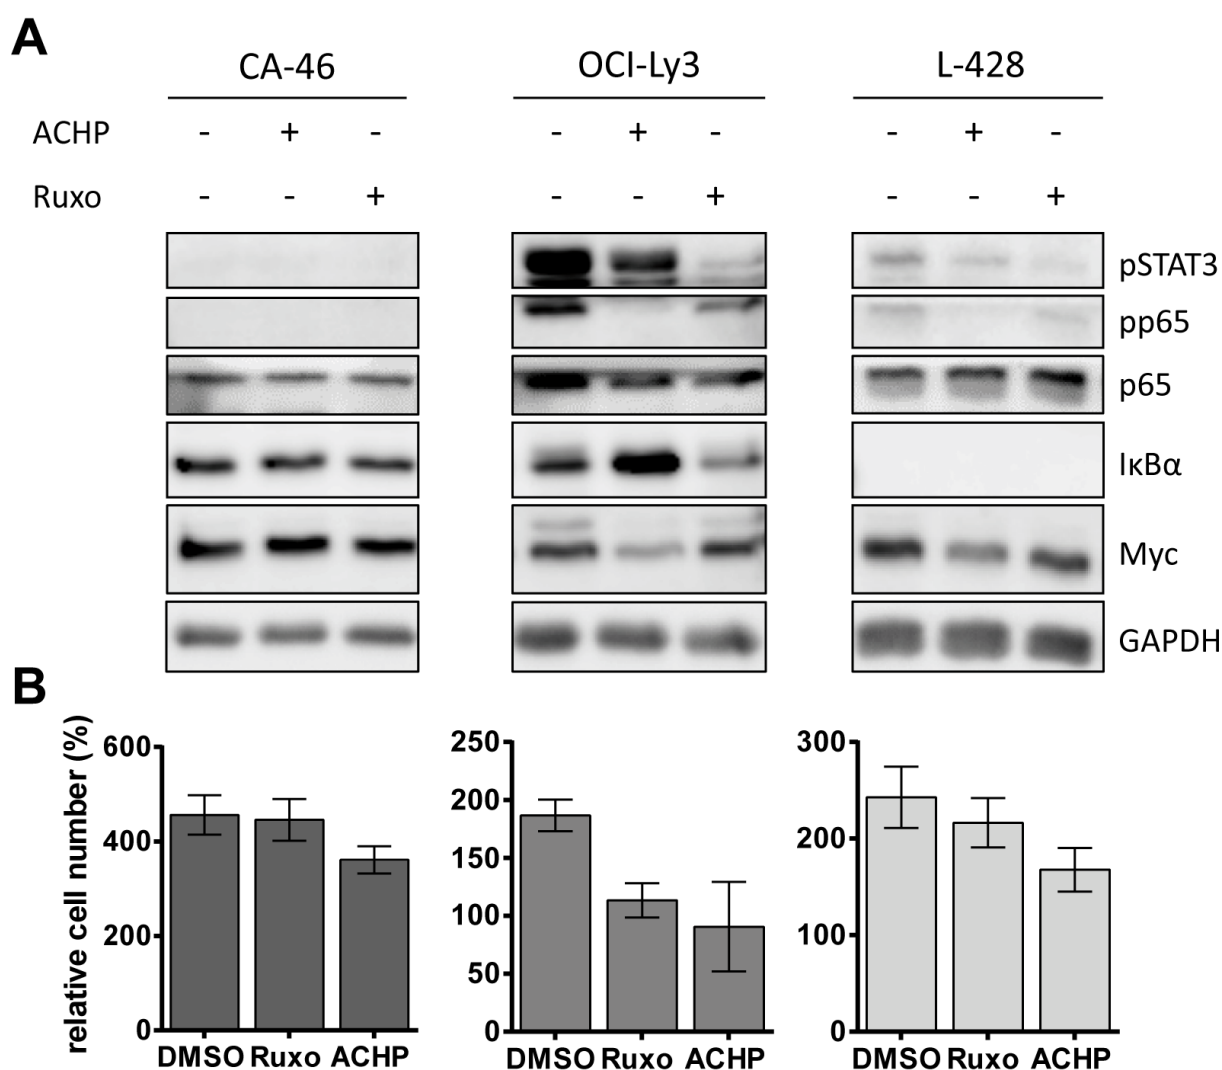 A
CA-46 OCI-Ly3 L-428
ACHP - + - - + - - + -
Ruxo - - + - - + - - +
pSTAT3
pp65
p65
IκBα
Myc
GAPDH
B
relative cell number (%)
600
400
200
0
DMSO Ruxo ACHP
250
200
150
100
50
0
DMSO Ruxo ACHP
300
200
100
0
DMSO Ruxo ACHP